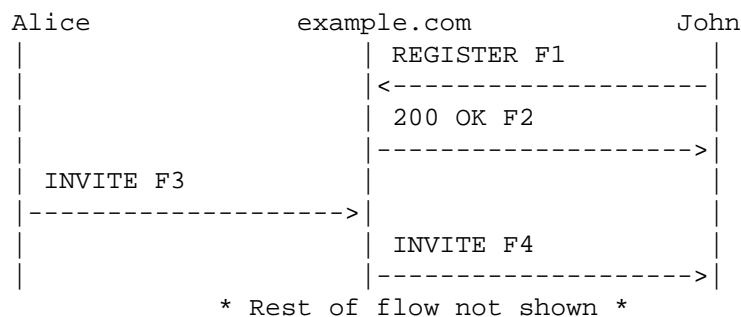 Alice example.com John
REGISTER F1
<--------------------
200 OK F2
-------------------->
INVITE F3
-------------------->
INVITE F4
-------------------->
* Rest of flow not shown *